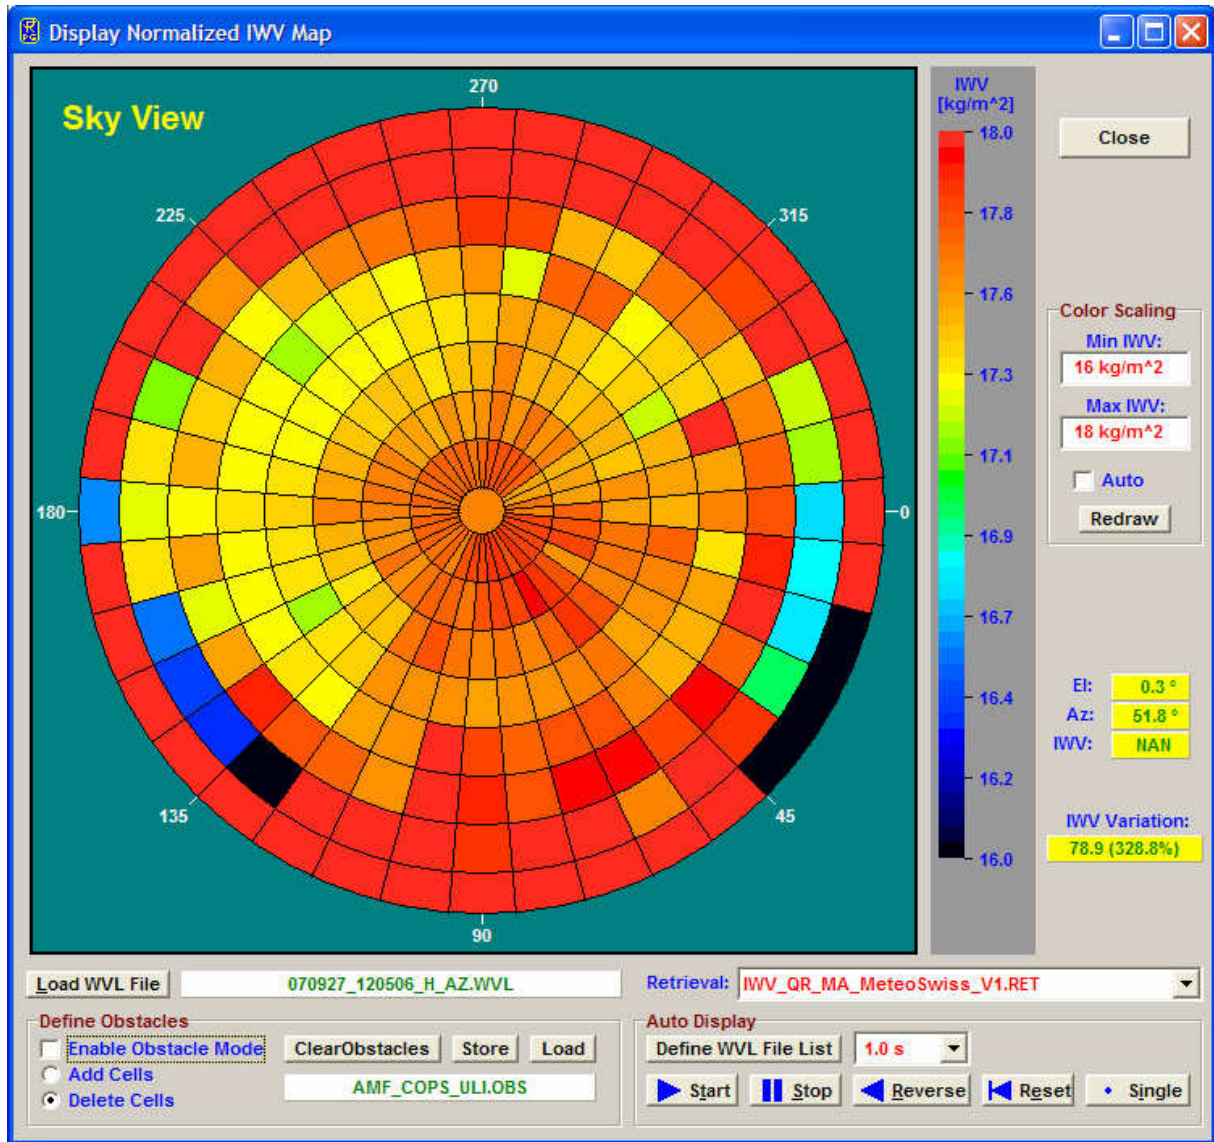 Display Normalized IWV Map
Sky View
270
225
315
180
0
135
45
90
IWV
[kg/m^2]
18.0
17.8
17.6
17.3
17.1
16.9
16.7
16.4
16.2
16.0
Close
Color Scaling
Min IWV:
16 kg/m^2
Max IWV:
18 kg/m^2
Auto
Redraw
El: 0.3 °
Az: 51.8 °
IWV: NAN
IWV Variation:
78.9 (328.8%)
Load WVL File 070927_120506_H_AZ.WVL Retrieval: IWV_QR_MA_MeteoSwiss_V1.RET
Define Obstacles
Enable Obstacle Mode ClearObstacles Store Load
Add Cells
Delete Cells AMF_COPS_ULI.OBS
Auto Display
Define WVL File List 1.0 s
Start Stop Reverse Reset Single